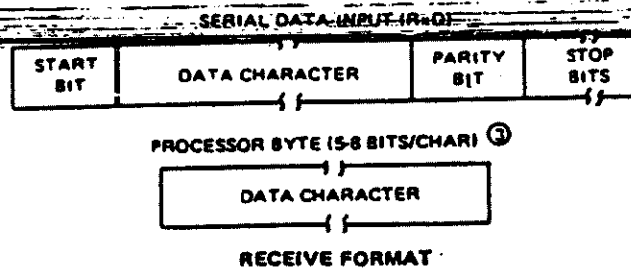 SERIAL DATA INPUT (RxD)
START BIT
DATA CHARACTER
PARITY BIT
STOP BITS
PROCESSOR BYTE (5-8 BITS/CHAR) ③
DATA CHARACTER
RECEIVE FORMAT